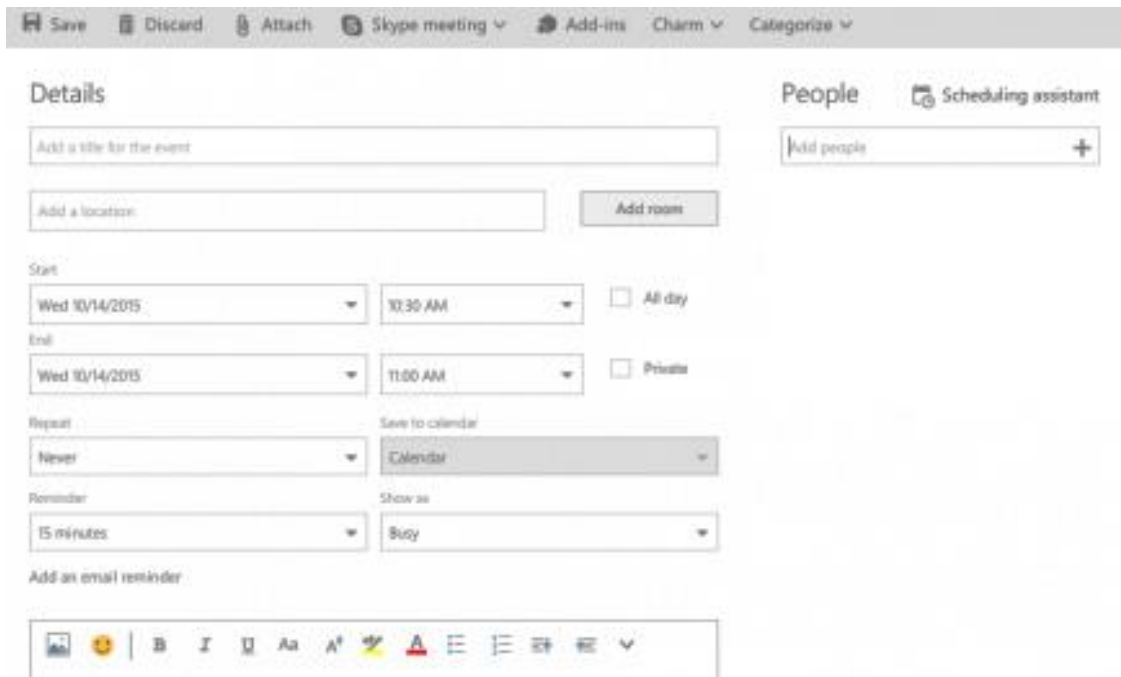 Save Discard Attach Skype meeting Add-ins Charm Categorize
Details
People Scheduling assistant
Add a title for the event
Add people
Add a location
Add room
Start
Wed 10/14/2015 10:30 AM All day
End
Wed 10/14/2015 11:00 AM Private
Repeat Save to calendar
Never Calendar
Reminder Show as
15 minutes Busy
Add an email reminder
B I U Aa A abc A